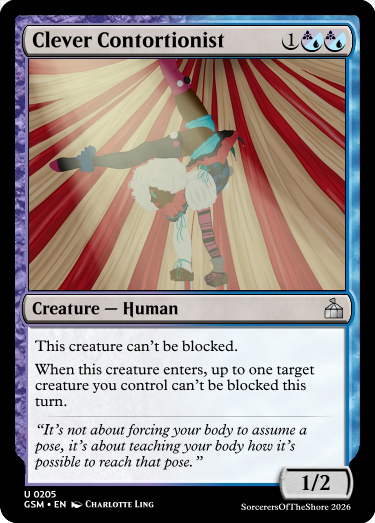 Clever Contortionist 1
Creature — Human
This creature can't be blocked.
When this creature enters, up to one target
creature you control can't be blocked this
turn.
“It's not about forcing your body to assume a
pose, it's about teaching your body how it's
possible to reach that pose.”
1/2
U 0205
GSM • EN Charlotte Ling
SorcerersOfTheShore 2026